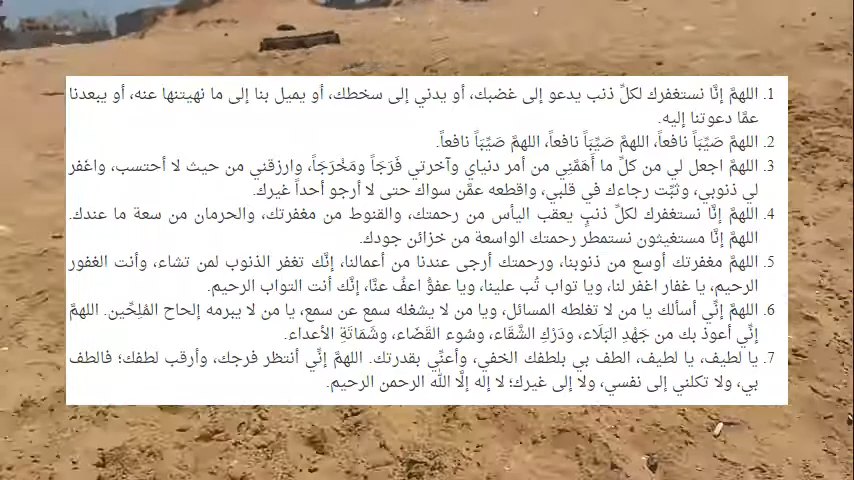 1. اللهمَّ إنَّا نستغفرك لكلِّ ذنب يدعو إلى غضبك، أو يدني إلى سخطك، أو يميل بنا إلى ما نهيتنها عنه، أو يبعدنا
عمَّا دعوتنا إليه.
2. اللهمَّ صَيِّبَاً نافعاً، اللهمَّ صَيِّبَاً نافعاً، اللهمَّ صَيِّبَاً نافعاً.
3. اللهمَّ اجعل لي من كلِّ ما أَهَمَّنِي من أمر دنياي وآخرتي فَرَجَاً ومَخْرَجَاً، وارزقني من حيث لا أحتسب، واغفر
لي ذنوبي، وثبِّت رجاءك في قلبي، واقطعه عمَّن سواك حتى لا أرجو أحداً غيرك.
4. اللهمَّ إنَّا نستغفرك لكلِّ ذنبٍ يعقب اليأس من رحمتك، والقنوط من مغفرتك، والحرمان من سعة ما عندك.
اللهمَّ إنَّا مستغيثون نستمطر رحمتك الواسعة من خزائن جودك.
5. اللهمَّ مغفرتك أوسع من ذنوبنا، ورحمتك أرجى عندنا من أعمالنا، إنَّك تغفر الذنوب لمن تشاء، وأنت الغفور
الرحيم، يا غفار اغفر لنا، ويا تواب تُب علينا، ويا عفوُّ اعفُ عنَّا، إنَّك أنت التواب الرحيم.
6. اللهمَّ إنِّي أسألك يا من لا تغلطه المسائل، ويا من لا يشغله سمع عن سمع، يا من لا يبرمه إلحاح المُلِحِّين. اللهمَّ
إنِّي أعوذ بك من جَهْدِ البَلَاء، ودَرْكِ الشَّقَاء، وسُوء القَضَاء، وشَمَاتَةِ الأعداء.
7. يا لطيف، يا لطيف، الطف بي بلطفك الخفي، وأعنِّي بقدرتك. اللهمَّ إنِّي أنتظر فرجك، وأرقب لطفك؛ فالطف
بي، ولا تكلني إلى نفسي، ولا إلى غيرك؛ لا إله إلَّا الله الرحمن الرحيم.